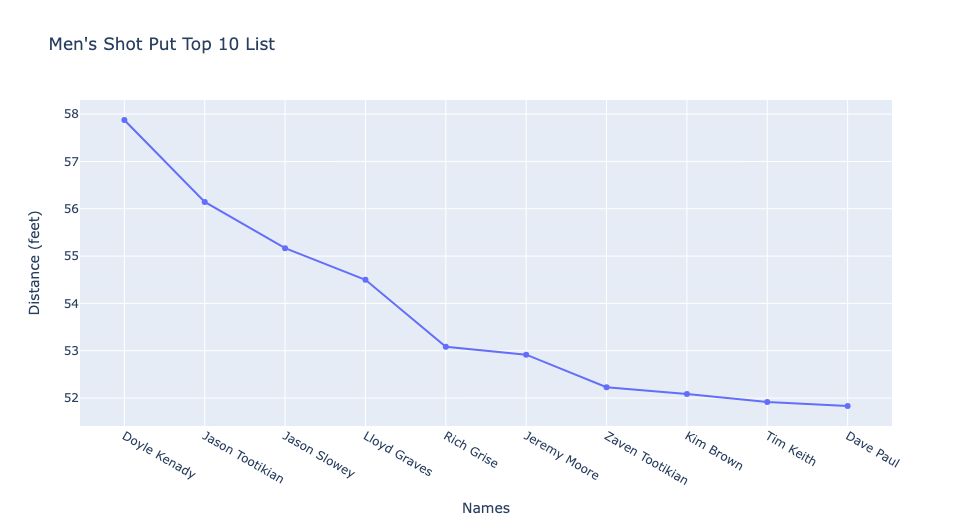 Men's Shot Put Top 10 List
Distance (feet)
58
57
56
55
54
53
52
Doyle Kenady
Jason Tootikian
Jason Slowey
Lloyd Graves
Rich Grise
Jeremy Moore
Zaven Tootikian
Kim Brown
Tim Keith
Dave Paul
Names